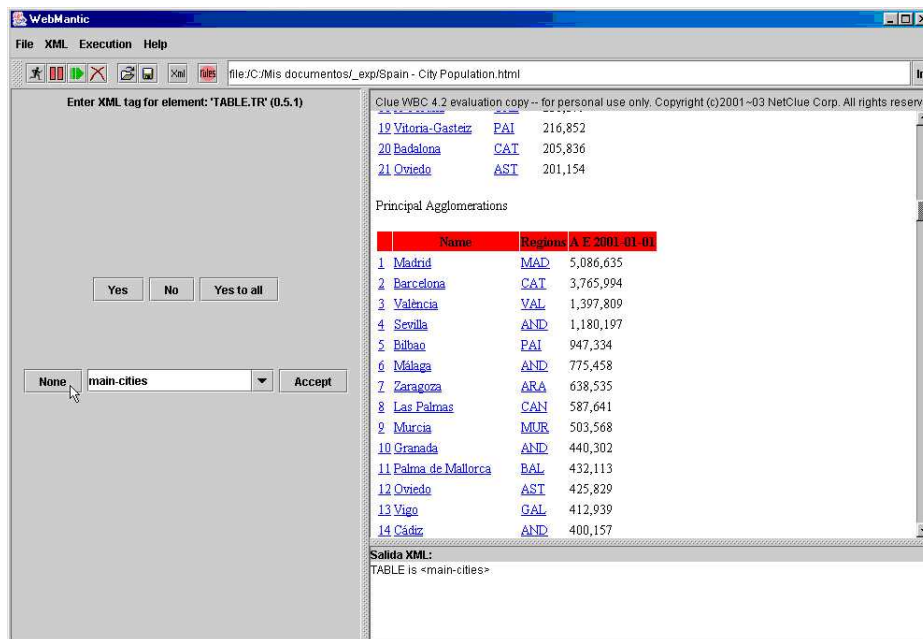 WebMantic
File XML Execution Help
Xml rules file:/C:/Mis documentos/_exp/Spain - City Population.html
Enter XML tag for element: 'TABLE.TR' (0.5.1)
Yes No Yes to all
None main-cities Accept
Clue WBC 4.2 evaluation copy -- for personal use only. Copyright (c)2001~03 NetClue Corp. All rights reserv
19 Vitoria-Gasteiz PAI 216,852
20 Badalona CAT 205,836
21 Oviedo AST 201,154
Principal Agglomerations
Name Regions A E 2001-01-01
1 Madrid MAD 5,086,635
2 Barcelona CAT 3,765,994
3 València VAL 1,397,809
4 Sevilla AND 1,180,197
5 Bilbao PAI 947,334
6 Málaga AND 775,458
7 Zaragoza ARA 638,535
8 Las Palmas CAN 587,641
9 Murcia MUR 503,568
10 Granada AND 440,302
11 Palma de Mallorca BAL 432,113
12 Oviedo AST 425,829
13 Vigo GAL 412,939
14 Cádiz AND 400,157
Salida XML:
TABLE is <main-cities>